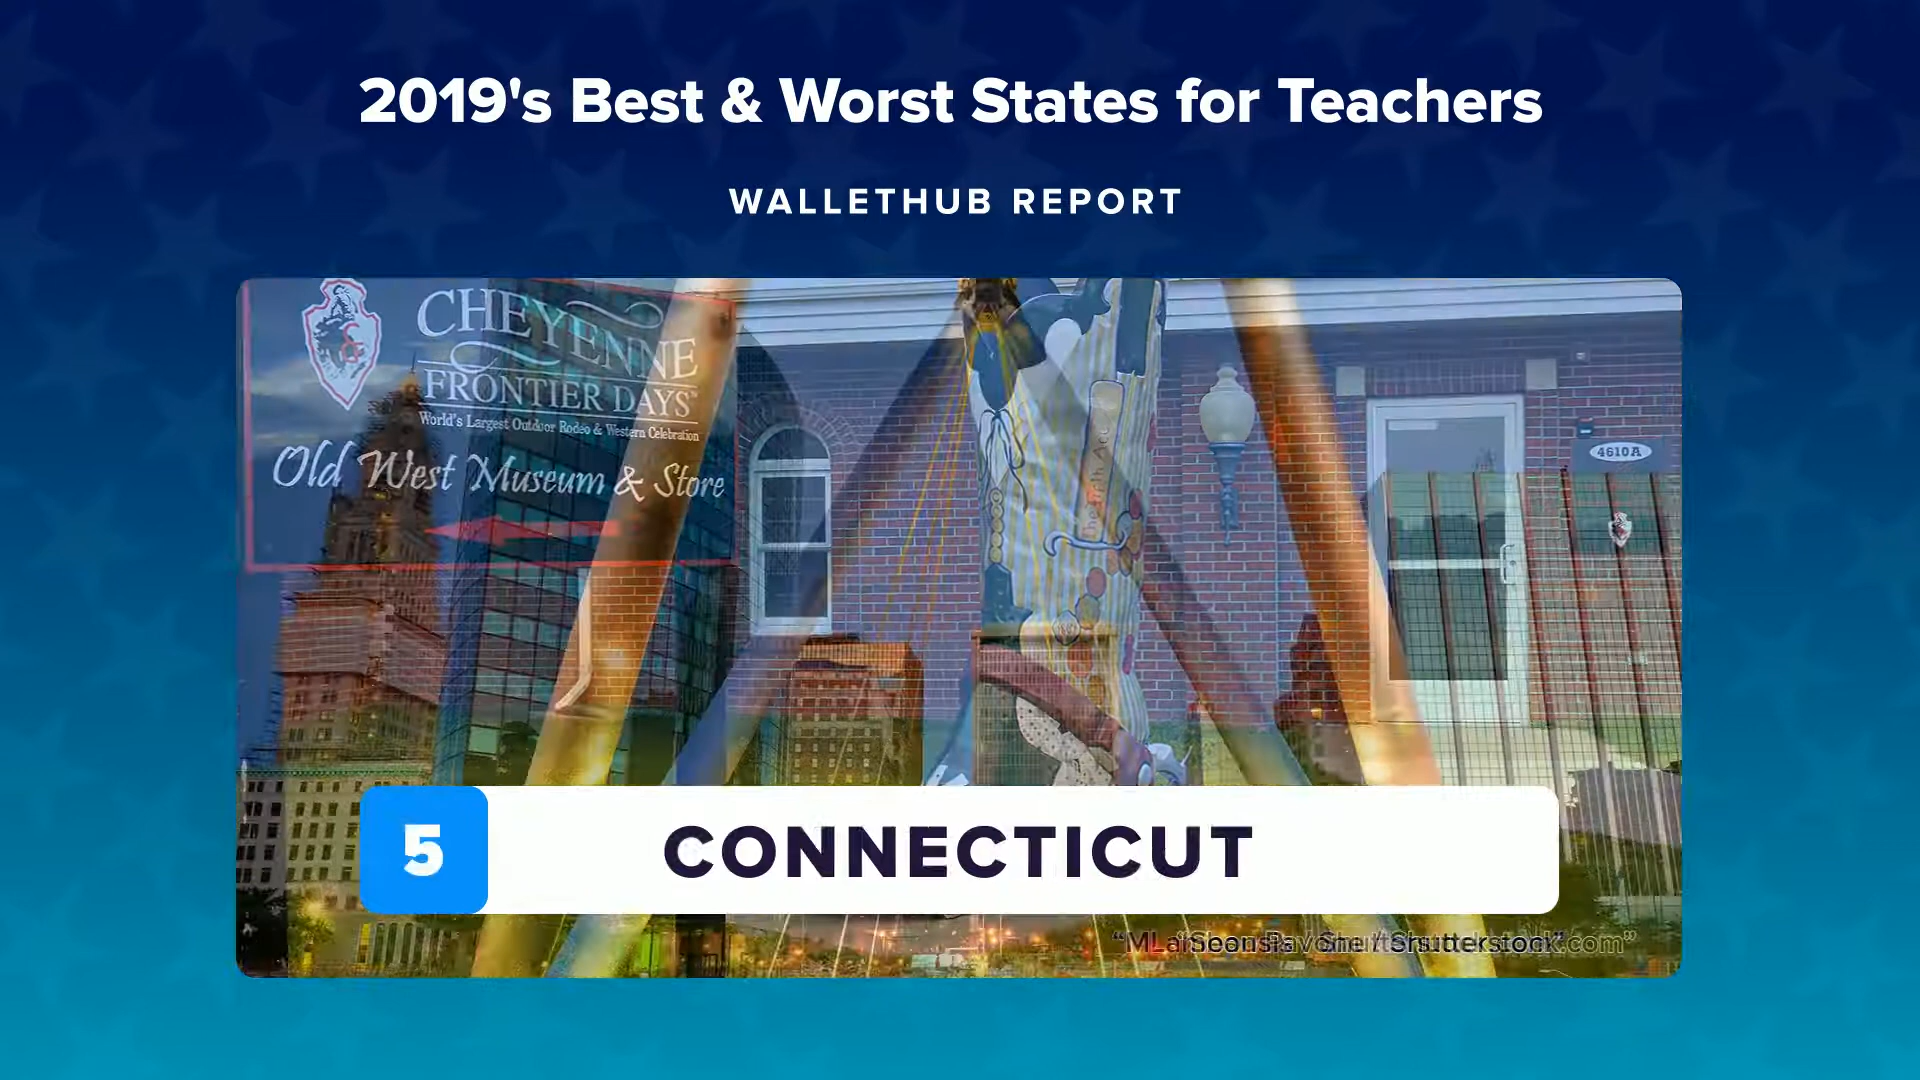 2019's Best & Worst States for Teachers
WALLETHUB REPORT
CHEYENNE
FRONTIER DAYS™
World's Largest Outdoor Rodeo & Western Celebration
Old West Museum & Store
4610A
5
CONNECTICUT